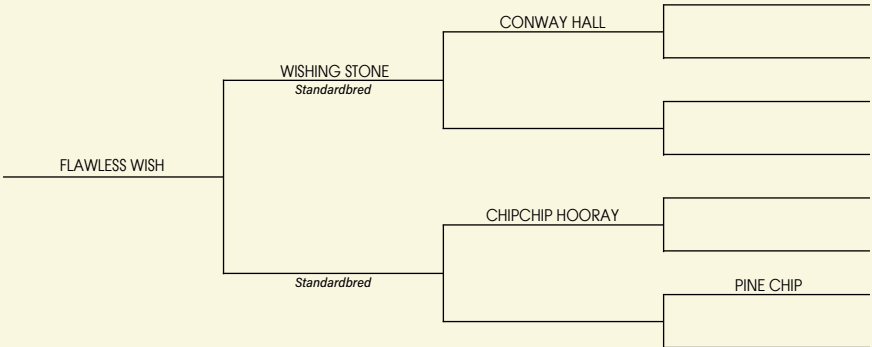 CONWAY HALL
WISHING STONE
Standardbred
FLAWLESS WISH
CHIPCHIP HOORAY
Standardbred
PINE CHIP